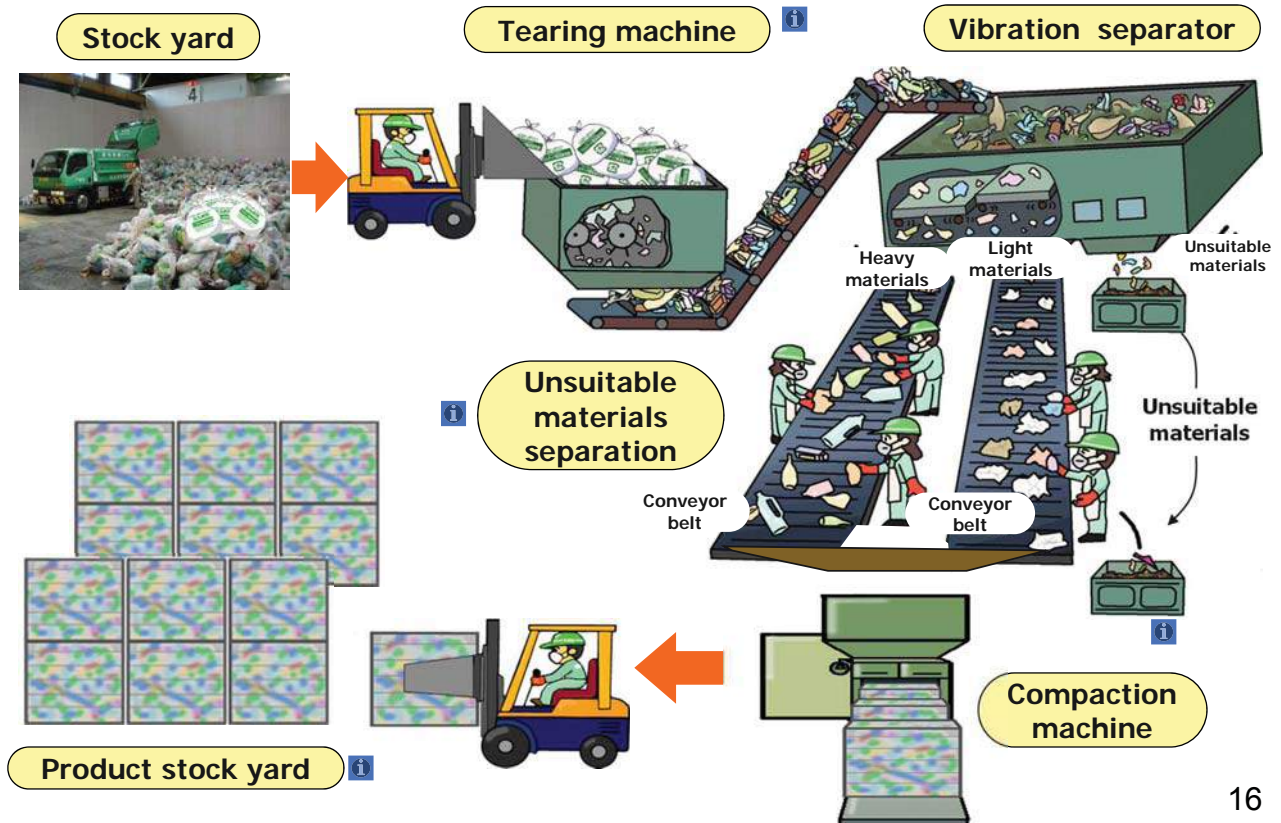 Stock yard
Tearing machine
Vibration separator
4
Heavy
materials
Light
materials
Unsuitable
materials
Unsuitable
materials
separation
Unsuitable
materials
Conveyor
belt
Conveyor
belt
Compaction
machine
Product stock yard
16